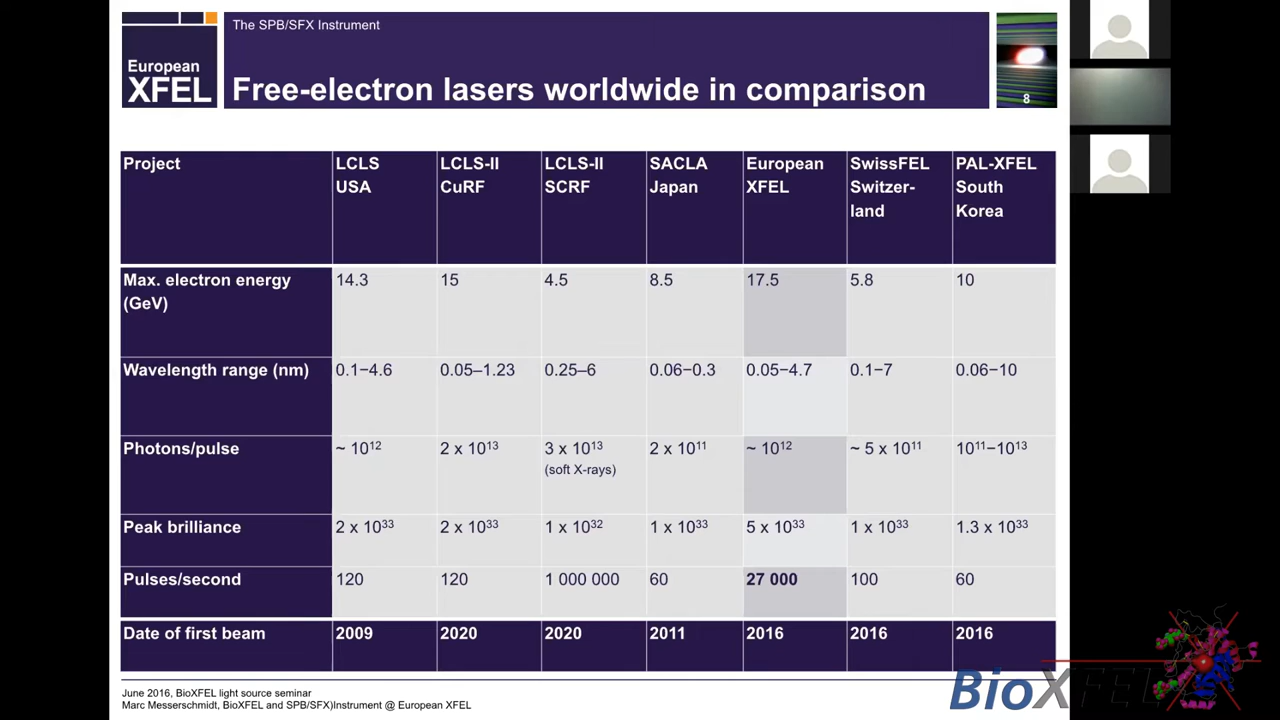 The SPB/SFX Instrument
European
XFEL
Free-electron lasers worldwide in comparison
8
Project
LCLS
USA
LCLS-II
CuRF
LCLS-II
SCRF
SACLA
Japan
European
XFEL
SwissFEL
Switzer-
land
PAL-XFEL
South
Korea
Max. electron energy
(GeV)
14.3
15
4.5
8.5
17.5
5.8
10
Wavelength range (nm)
0.1−4.6
0.05–1.23
0.25–6
0.06−0.3
0.05−4.7
0.1−7
0.06−10
Photons/pulse
~ 10¹²
2 x 10¹³
3 x 10¹³
(soft X-rays)
2 x 10¹¹
~ 10¹²
~ 5 x 10¹¹
10¹¹−10¹³
Peak brilliance
2 x 10³³
2 x 10³³
1 x 10³²
1 x 10³³
5 x 10³³
1 x 10³³
1.3 x 10³³
Pulses/second
120
120
1 000 000
60
27 000
100
60
Date of first beam
2009
2020
2020
2011
2016
2016
2016
June 2016, BioXFEL light source seminar
Marc Messerschmidt, BioXFEL and SPB/SFX)Instrument @ European XFEL
BioXFEL